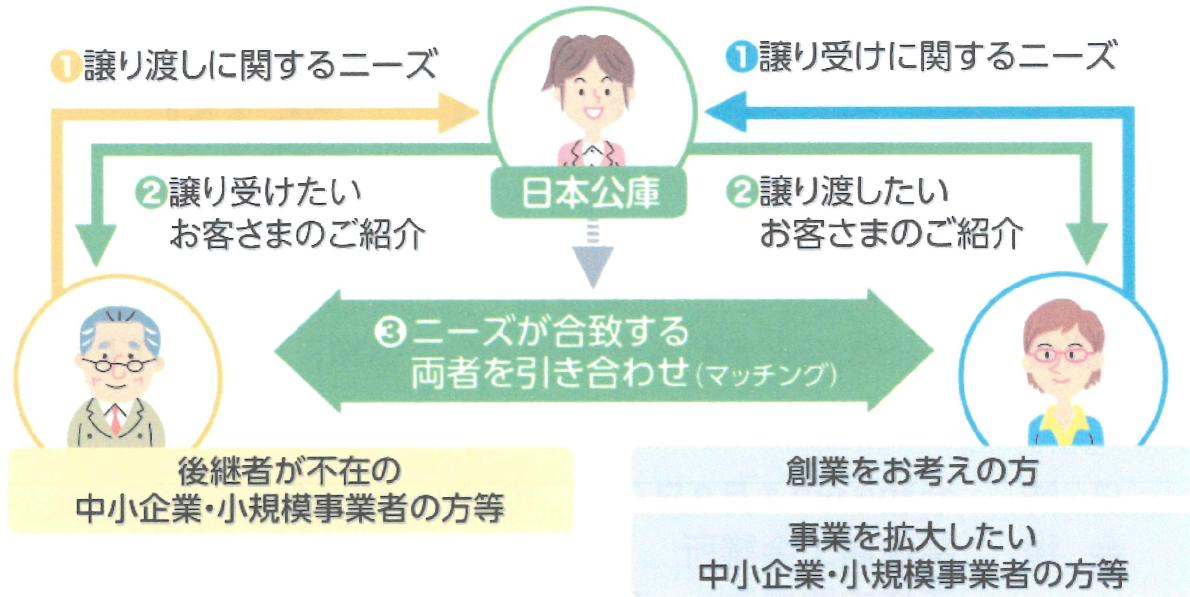 ❶譲り渡しに関するニーズ
❶譲り受けに関するニーズ
❷譲り受けたい
お客さまのご紹介
日本公庫
❷譲り渡したい
お客さまのご紹介
❸ニーズが合致する
両者を引き合わせ(マッチング)
後継者が不在の
中小企業・小規模事業者の方等
創業をお考えの方
事業を拡大したい
中小企業・小規模事業者の方等